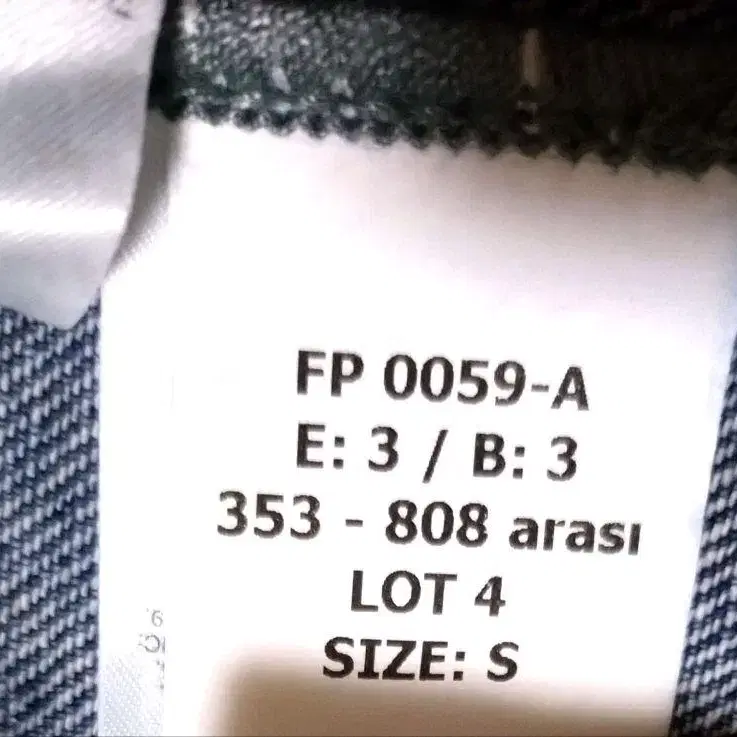 FP 0059-A
E: 3 / B: 3
353 - 808 arası
LOT 4
SIZE: S